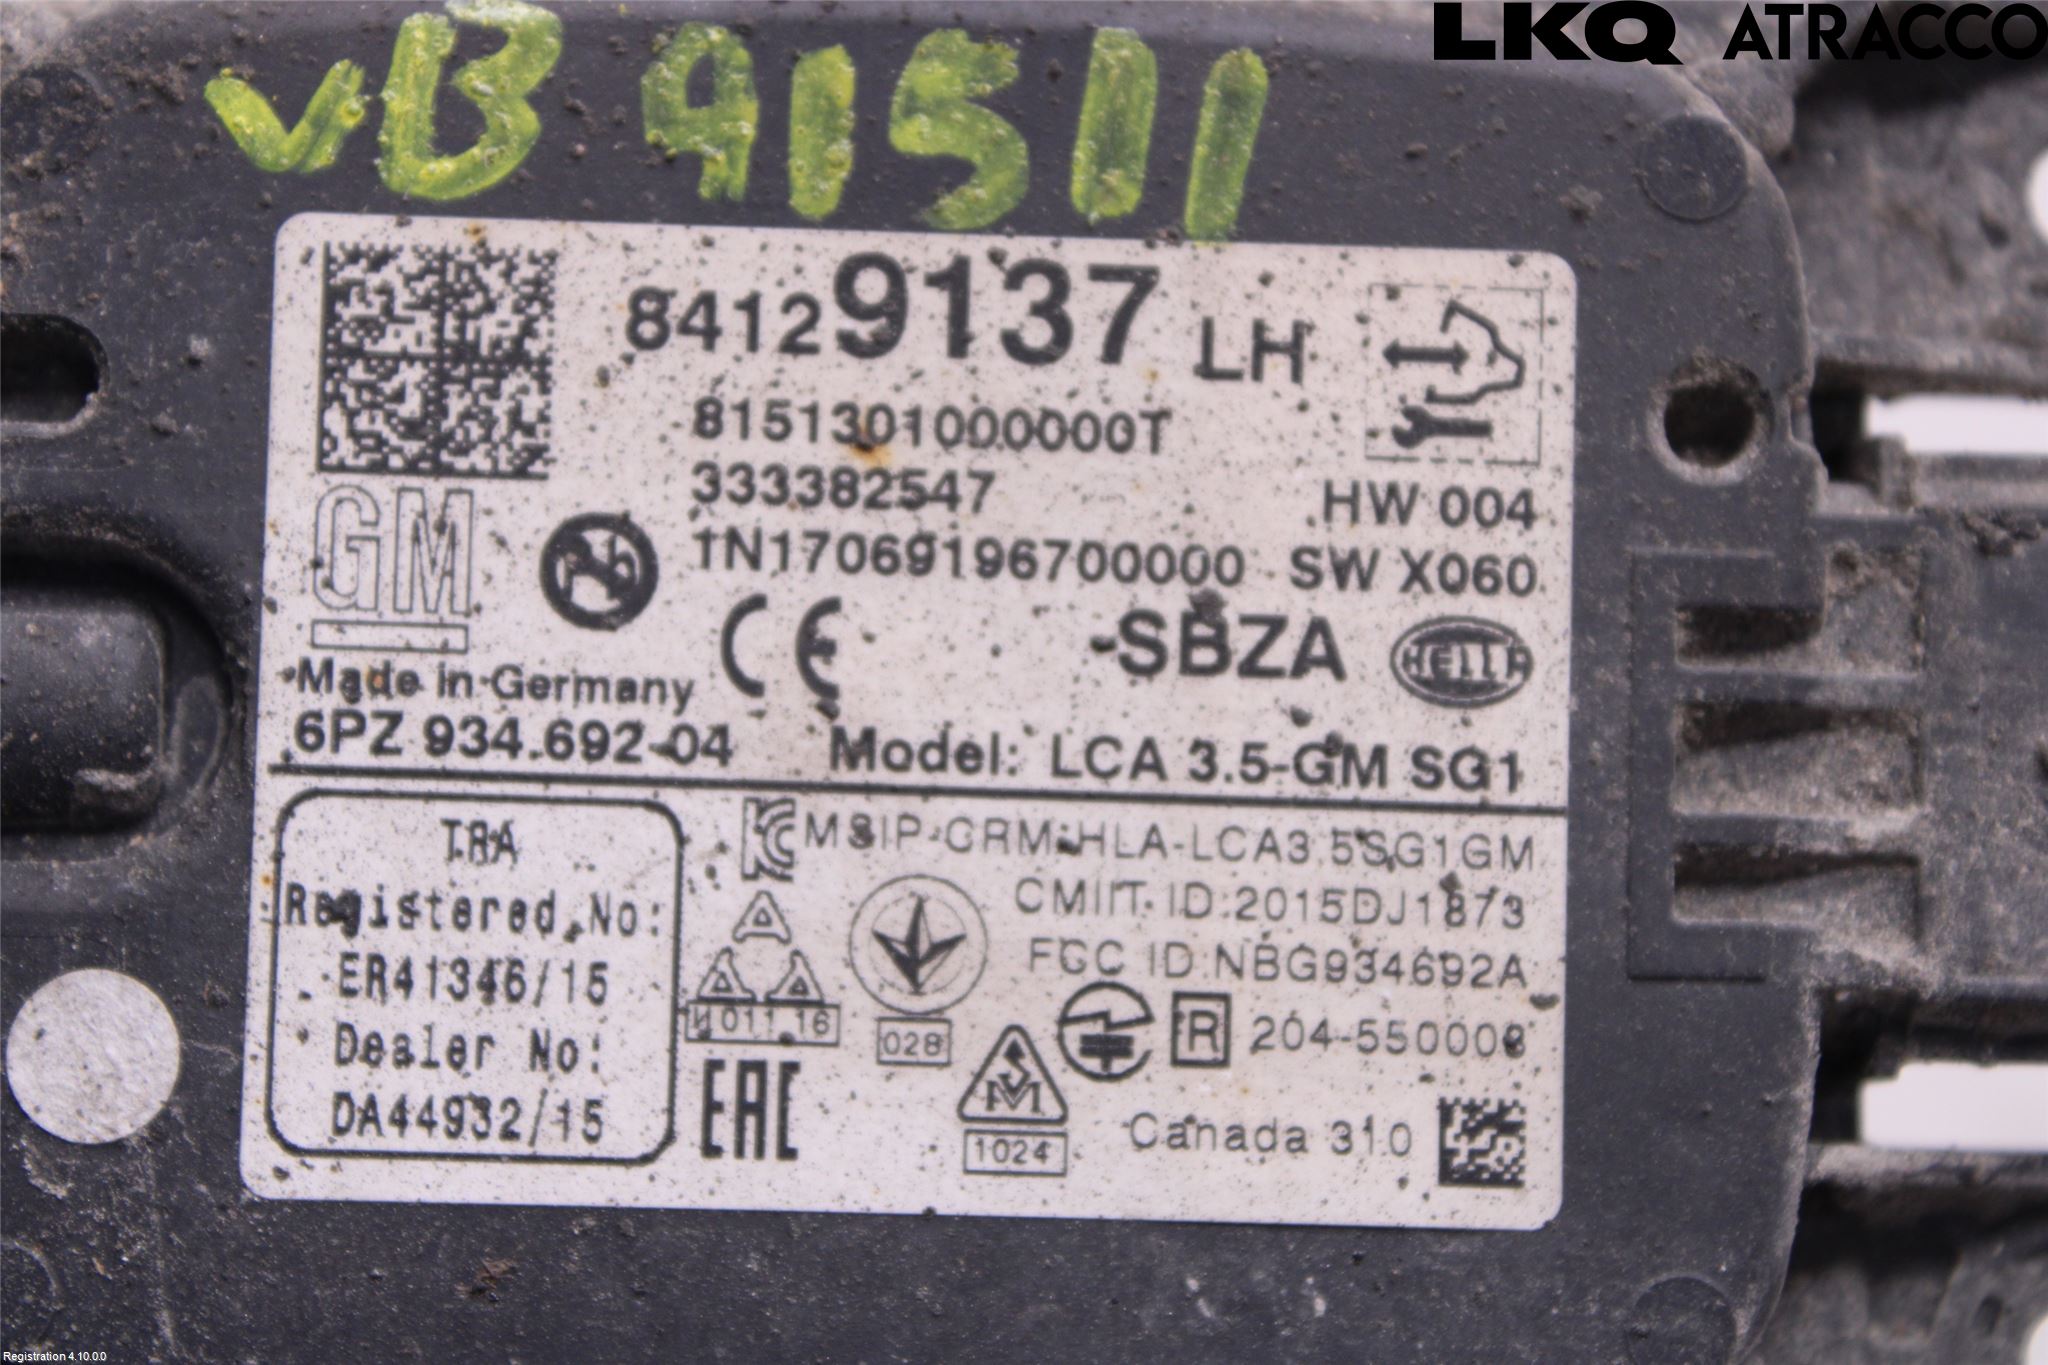 LKQ ATRACCO
VB 91511
84129137 LH
8151301000000T
333382547
HW 004
1N17069196700000 SW X060
GM
CE
SBZA
HELLA
Made in Germany
6PZ 934.692-04
Model: LCA 3.5-GM SG1
TRA
Registered No:
ER41346/15
Dealer No:
DA44932/15
MSIP-CRM-HLA-LCA3.5SG1GM
CMIIT ID:2015DJ1873
FCC ID:NBG934692A
И 011 16
028
R 204-550008
EAC
SM
1024
Canada 310
Registration 4.10.0.0